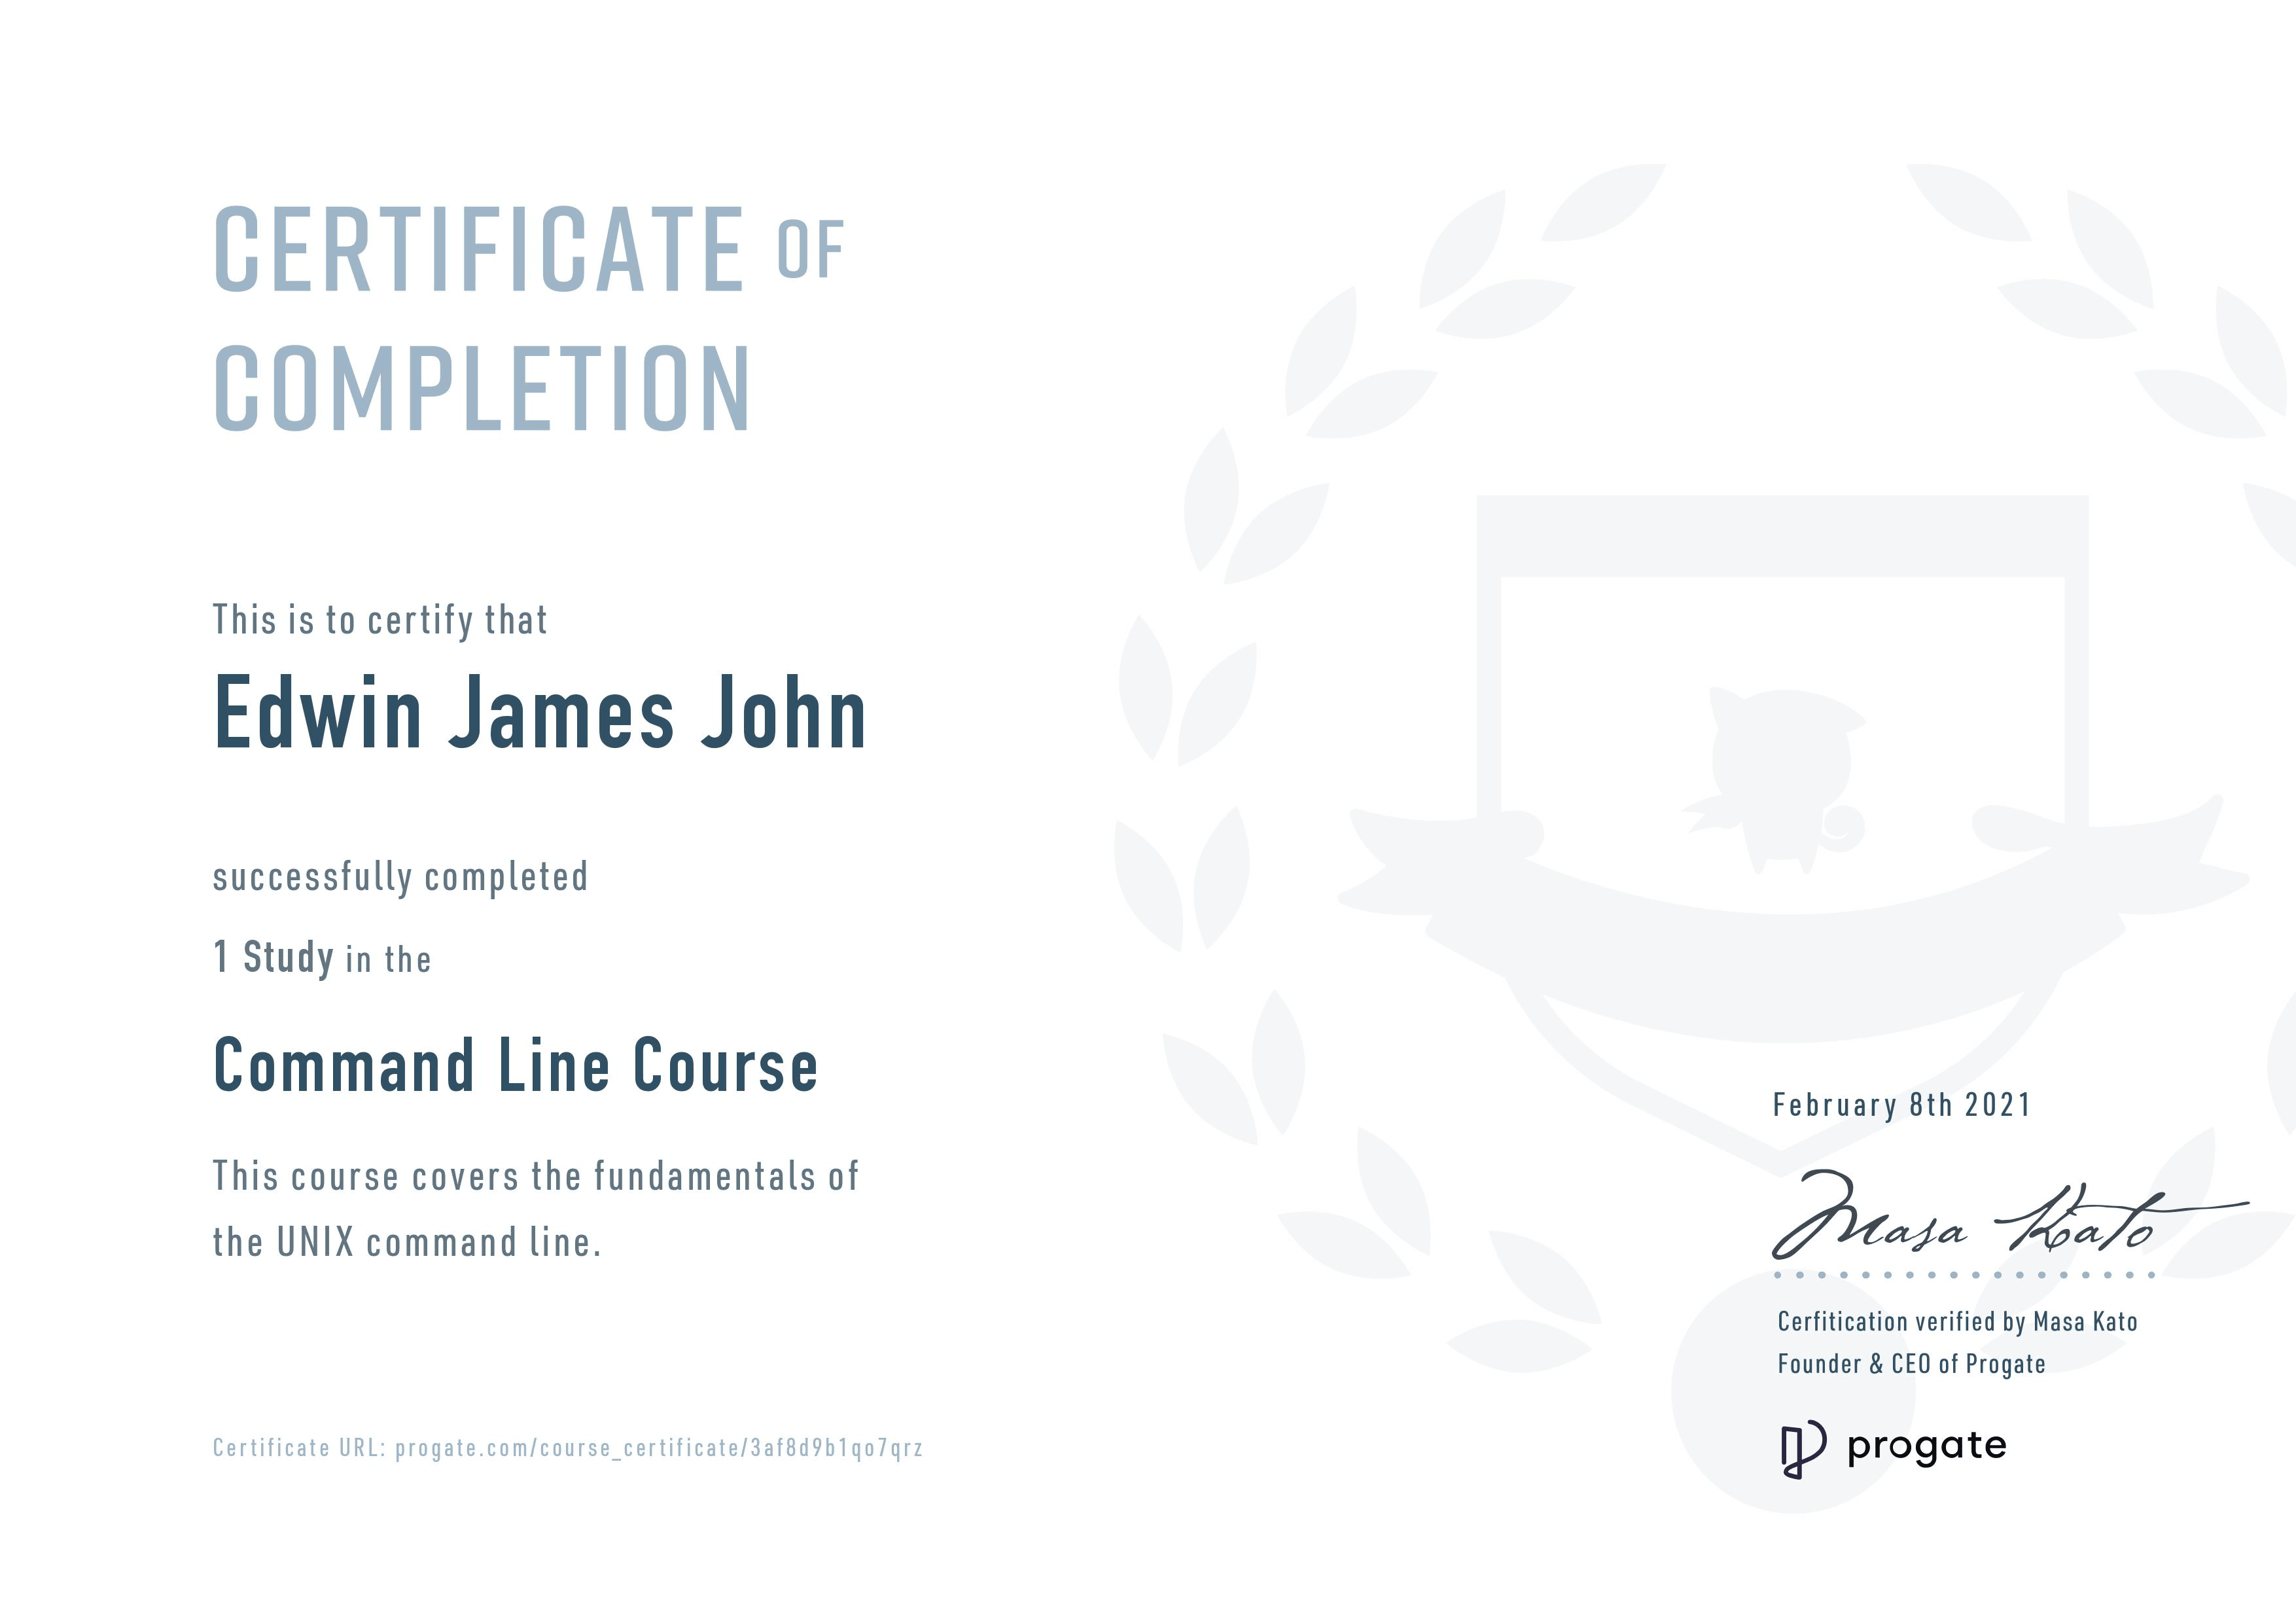 CERTIFICATE OF
COMPLETION
This is to certify that
Edwin James John
successfully completed
1 Study in the
Command Line Course
This course covers the fundamentals of
the UNIX command line.
Certificate URL: progate.com/course_certificate/3af8d9b1qo7qrz
February 8th 2021
Masa Kato
Cerfitication verified by Masa Kato
Founder & CEO of Progate
progate